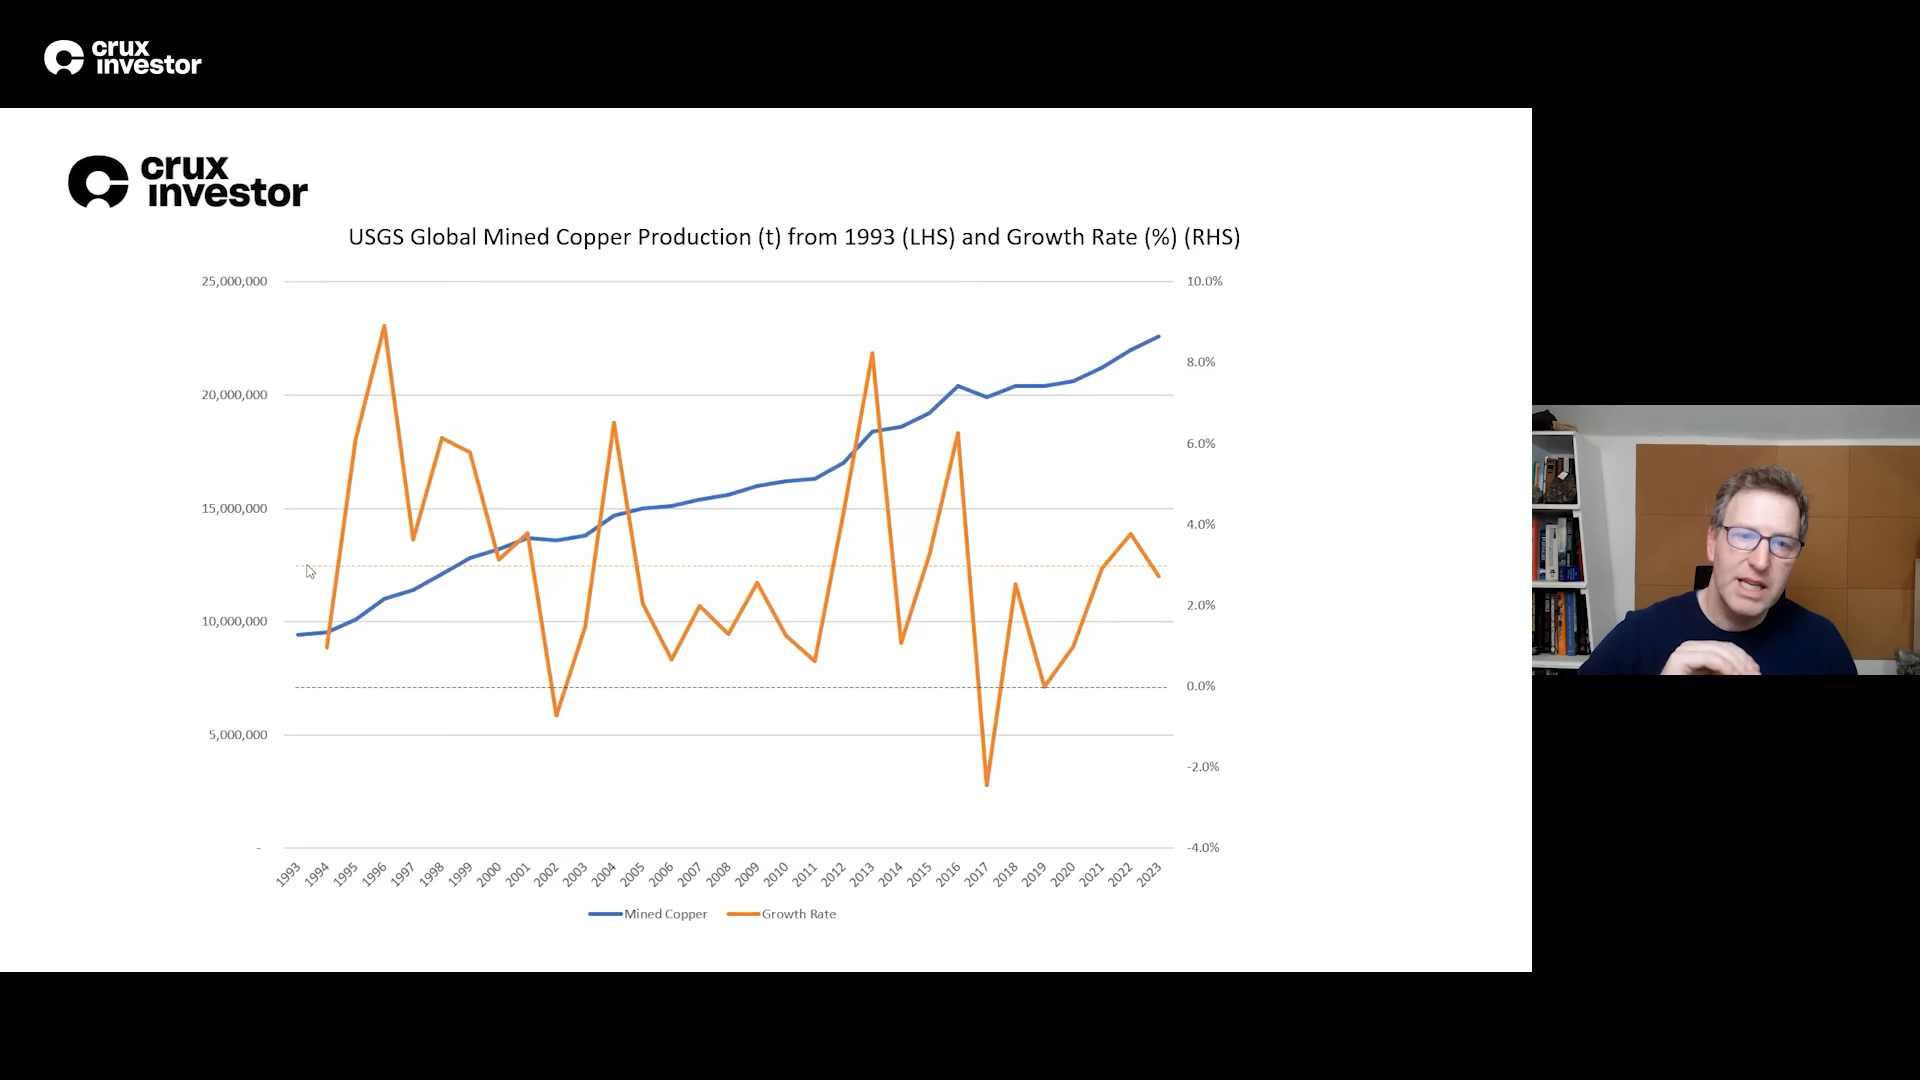 crux
investor
crux
investor
USGS Global Mined Copper Production (t) from 1993 (LHS) and Growth Rate (%) (RHS)
25,000,000
20,000,000
15,000,000
10,000,000
5,000,000
-
10.0%
8.0%
6.0%
4.0%
2.0%
0.0%
-2.0%
-4.0%
1993 1994 1995 1996 1997 1998 1999 2000 2001 2002 2003 2004 2005 2006 2007 2008 2009 2010 2011 2012 2013 2014 2015 2016 2017 2018 2019 2020 2021 2022 2023
Mined Copper Growth Rate